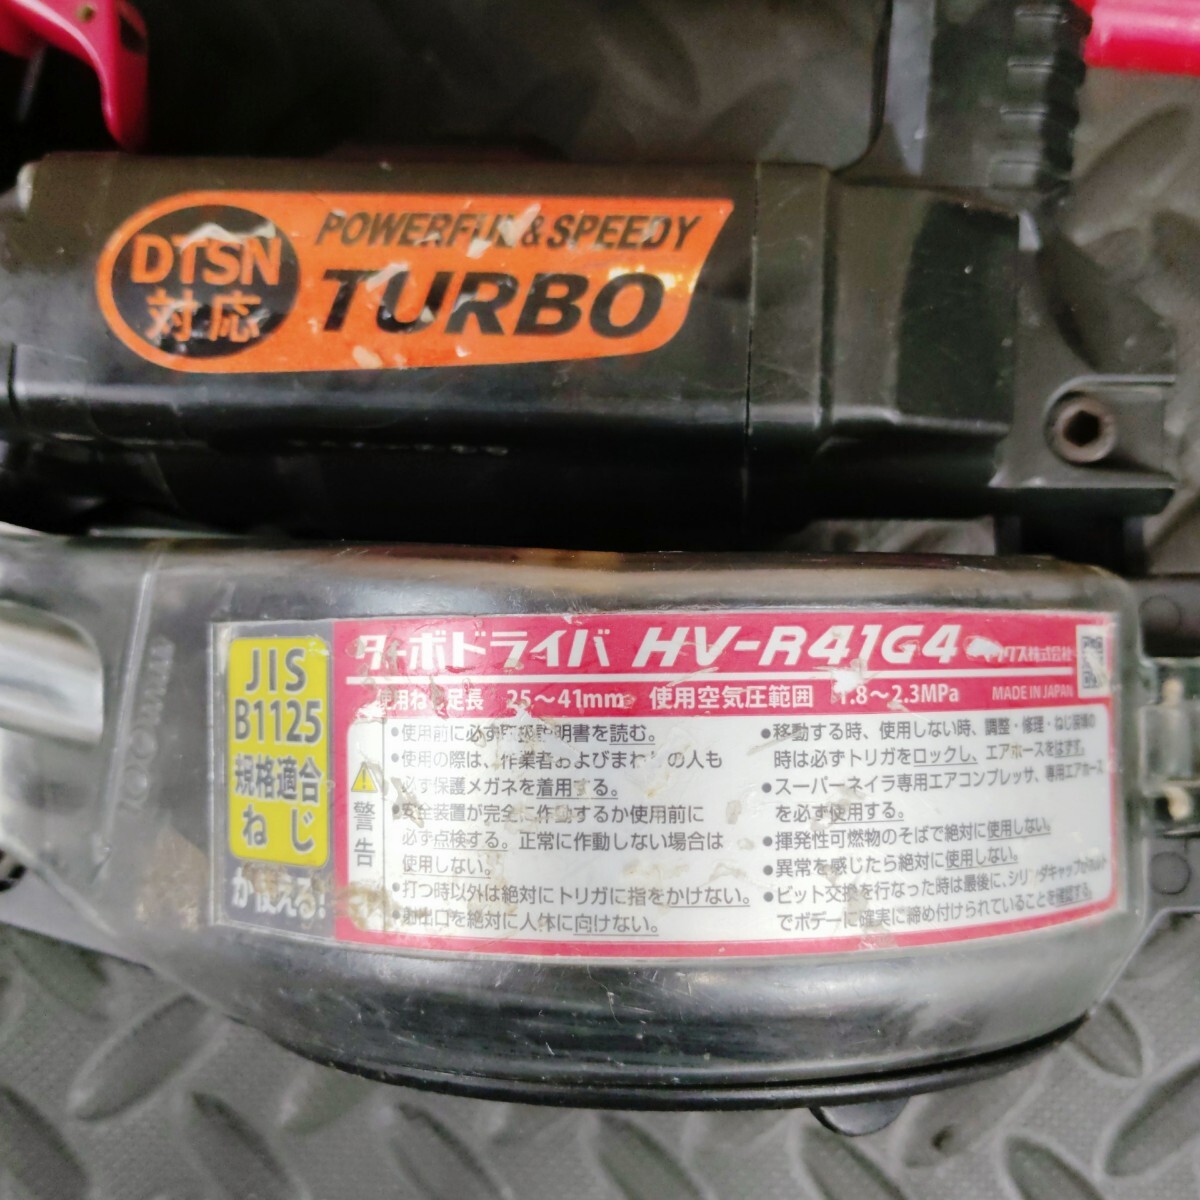 DTSN
対応
POWERFUL & SPEEDY
TURBO
JIS
B1125
規格適合
ねじ
が使える!
ターボドライバ HV-R41G4 マックス株式会社
使用ねじ足長 25〜41mm 使用空気圧範囲 1.8〜2.3MPa MADE IN JAPAN
警告
•使用前に必ず取扱説明書を読む。
•使用の際は、作業者およびまわりの人も
必ず保護メガネを着用する。
•安全装置が完全に作動するか使用前に
必ず点検する。正常に作動しない場合は
使用しない。
•打つ時以外は絶対にトリガに指をかけない。
•射出口を絶対に人体に向けない。
•移動する時、使用しない時、調整・修理・ねじ装填の
時は必ずトリガをロックし、エアホースをはずす。
•スーパーネイラ専用エアコンプレッサ、専用エアホース
を必ず使用する。
•揮発性可燃物のそばで絶対に使用しない。
•異常を感じたら絶対に使用しない。
•ビット交換を行なった時は最後に、シリンダキャップがボルト
でボデーに確実に締め付けられていることを確認する。